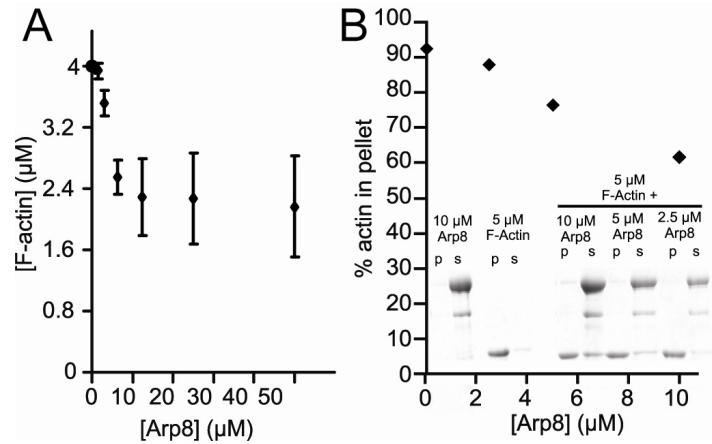 A
4
3.2
2.4
1.6
0.8
0
[F-actin] (µM)
0 10 20 30 40 50
[Arp8] (µM)
B
100
90
80
70
60
50
40
30
20
10
0
% actin in pellet
5 µM
F-Actin +
10 µM
Arp8
5 µM
F-Actin
10 µM
Arp8
5 µM
Arp8
2.5 µM
Arp8
p s p s p s p s p s
0 2 4 6 8 10
[Arp8] (µM)